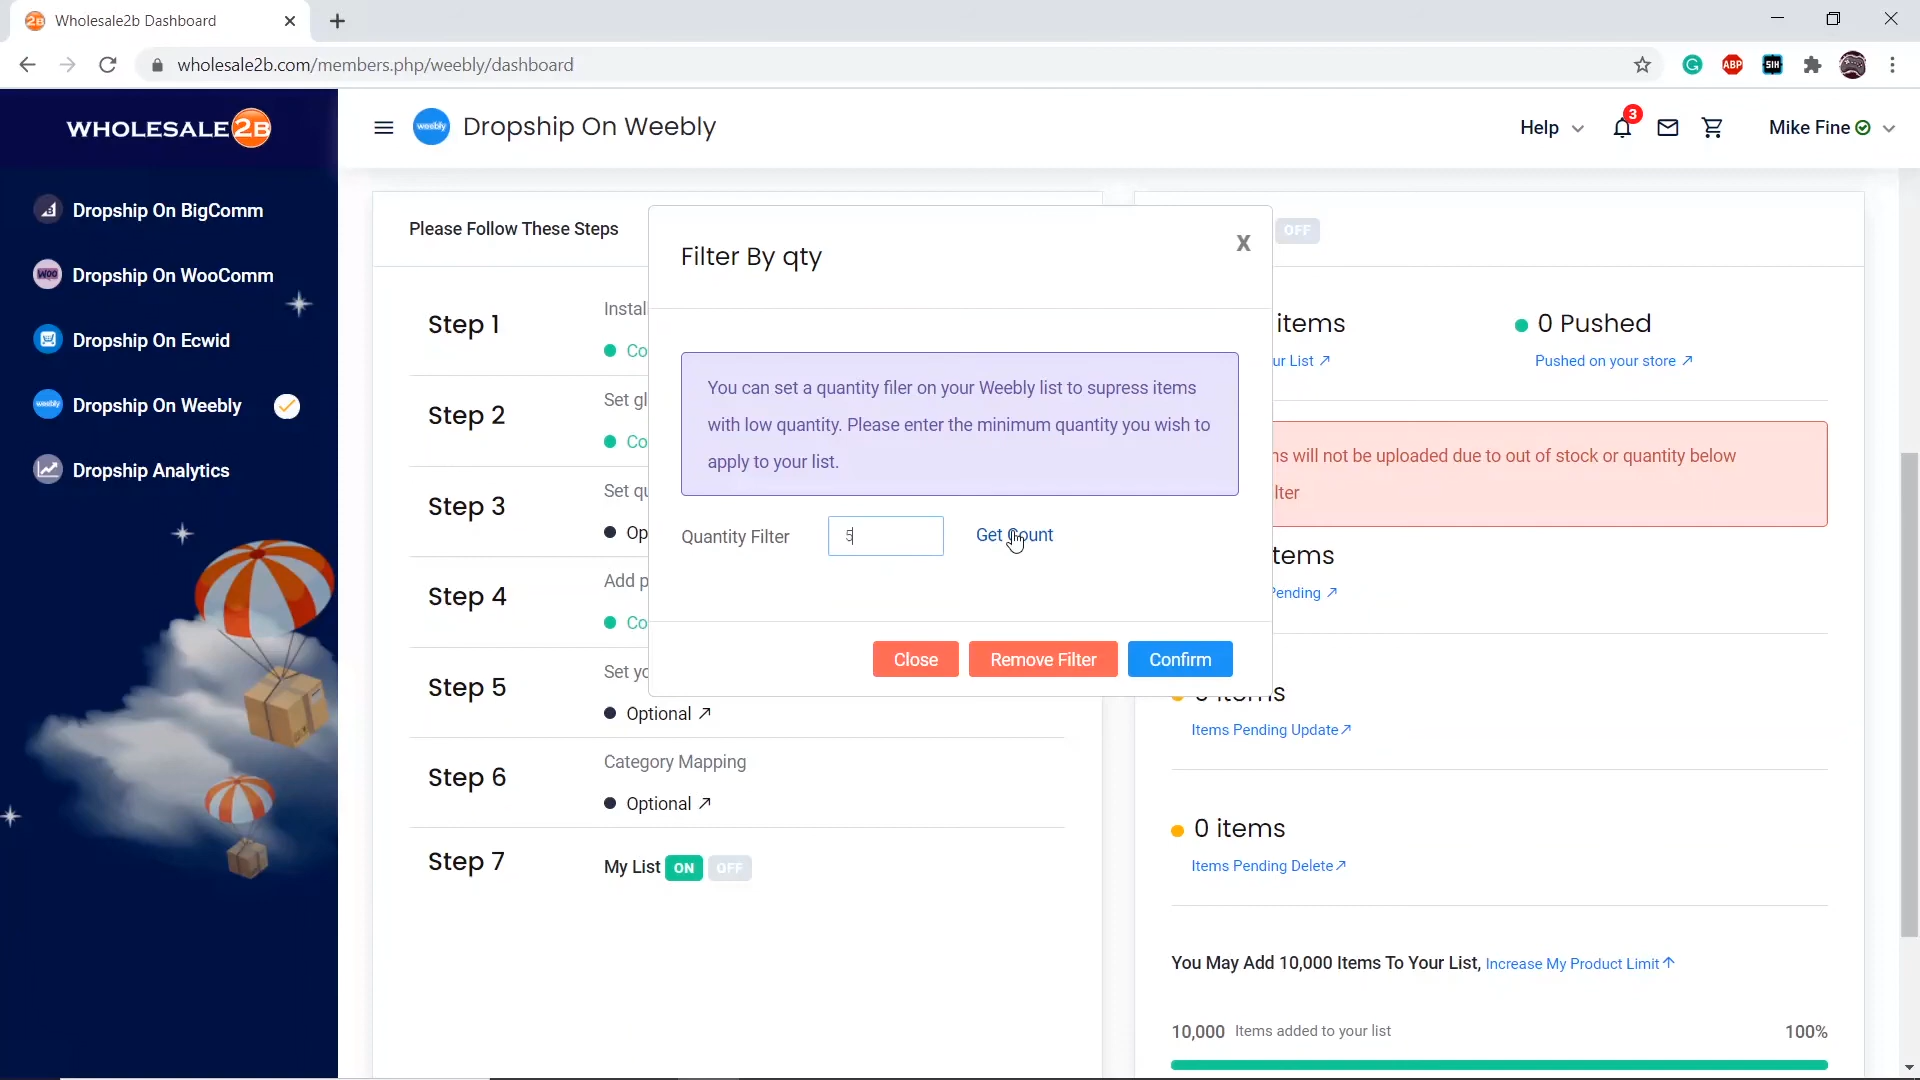 Wholesale2b Dashboard
wholesale2b.com/members.php/weebly/dashboard
ABP
SIH
WHOLESALE2B
Dropship On BigComm
Dropship On WooComm
Dropship On Ecwid
Dropship On Weebly
Dropship Analytics
weebly
Dropship On Weebly
Help
3
Mike Fine
Please Follow These Steps
Step 1
Instal
Co
Step 2
Set gl
Co
Step 3
Set qu
Op
Step 4
Add p
Co
Step 5
Set yo
Optional
Step 6
Category Mapping
Optional
Step 7
My List ON OFF
Filter By qty
X
You can set a quantity filer on your Weebly list to supress items
with low quantity. Please enter the minimum quantity you wish to
apply to your list.
Quantity Filter
5
Get Count
Close
Remove Filter
Confirm
OFF
items
ur List
0 Pushed
Pushed on your store
ns will not be uploaded due to out of stock or quantity below
lter
tems
Pending
0 items
Items Pending Update
0 items
Items Pending Delete
You May Add 10,000 Items To Your List, Increase My Product Limit
10,000 Items added to your list
100%